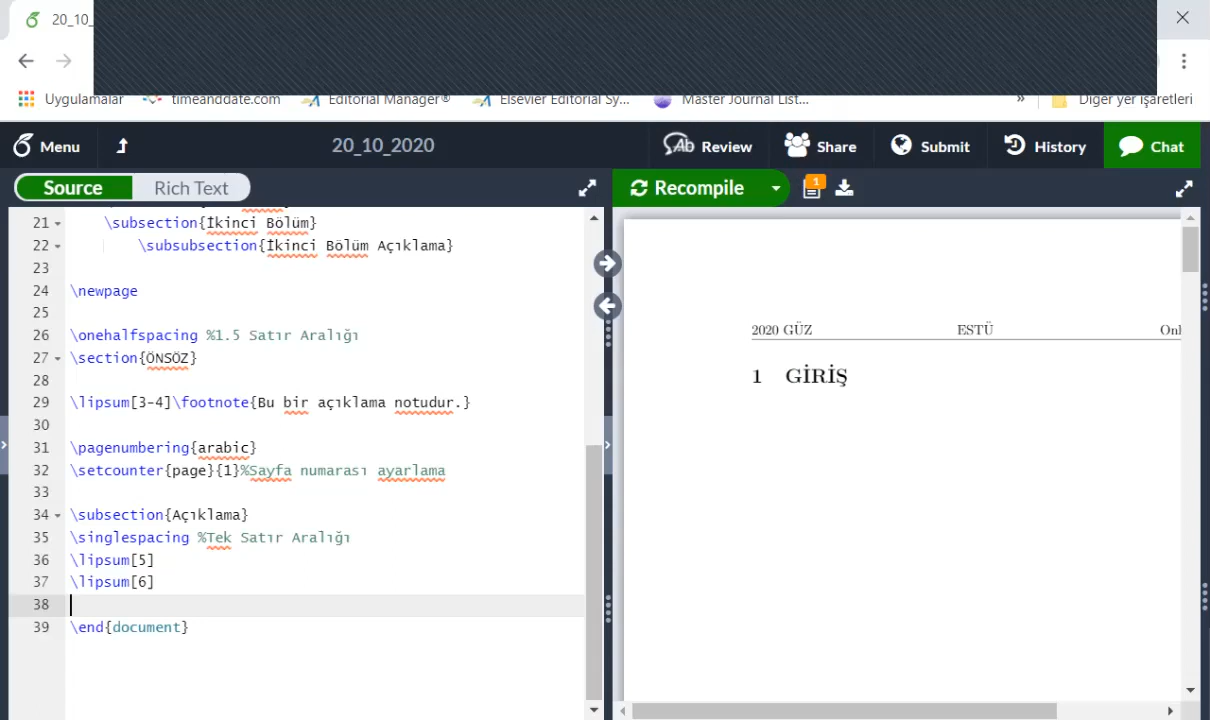 20_10_
Uygulamalar
timeanddate.com
Editorial Manager®
Elsevier Editorial Sy...
Master Journal List...
»
Diğer yer işaretleri
Menu
20_10_2020
Review
Share
Submit
History
Chat
Source
Rich Text
Recompile
1
21 \subsection{İkinci Bölüm}
22 \subsubsection{İkinci Bölüm Açıklama}
23
24 \newpage
25
26 \onehalfspacing %1.5 Satır Aralığı
27 \section{ÖNSÖZ}
28
29 \lipsum[3-4]\footnote{Bu bir açıklama notudur.}
30
31 \pagenumbering{arabic}
32 \setcounter{page}{1}%Sayfa numarası ayarlama
33
34 \subsection{Açıklama}
35 \singlespacing %Tek Satır Aralığı
36 \lipsum[5]
37 \lipsum[6]
38
39 \end{document}
2020 GÜZ ESTÜ
1 GİRİŞ